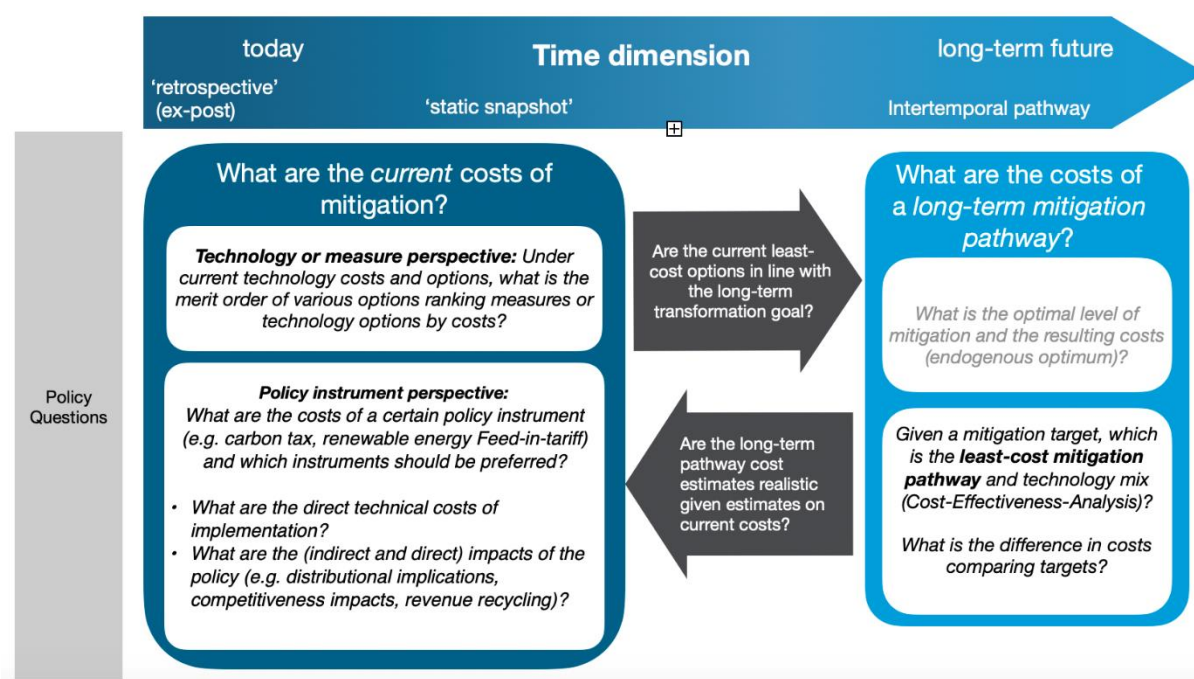 today
Time dimension
long-term future
‘retrospective’
(ex-post)
‘static snapshot’
Intertemporal pathway
Policy
Questions
What are the current costs of
mitigation?
Technology or measure perspective: Under
current technology costs and options, what is the
merit order of various options ranking measures or
technology options by costs?
Policy instrument perspective:
What are the costs of a certain policy instrument
(e.g. carbon tax, renewable energy Feed-in-tariff)
and which instruments should be preferred?
• What are the direct technical costs of
implementation?
• What are the (indirect and direct) impacts of the
policy (e.g. distributional implications,
competitiveness impacts, revenue recycling)?
Are the current least-
cost options in line with
the long-term
transformation goal?
Are the long-term
pathway cost
estimates realistic
given estimates on
current costs?
What are the costs of
a long-term mitigation
pathway?
What is the optimal level of
mitigation and the resulting costs
(endogenous optimum)?
Given a mitigation target, which
is the least-cost mitigation
pathway and technology mix
(Cost-Effectiveness-Analysis)?
What is the difference in costs
comparing targets?